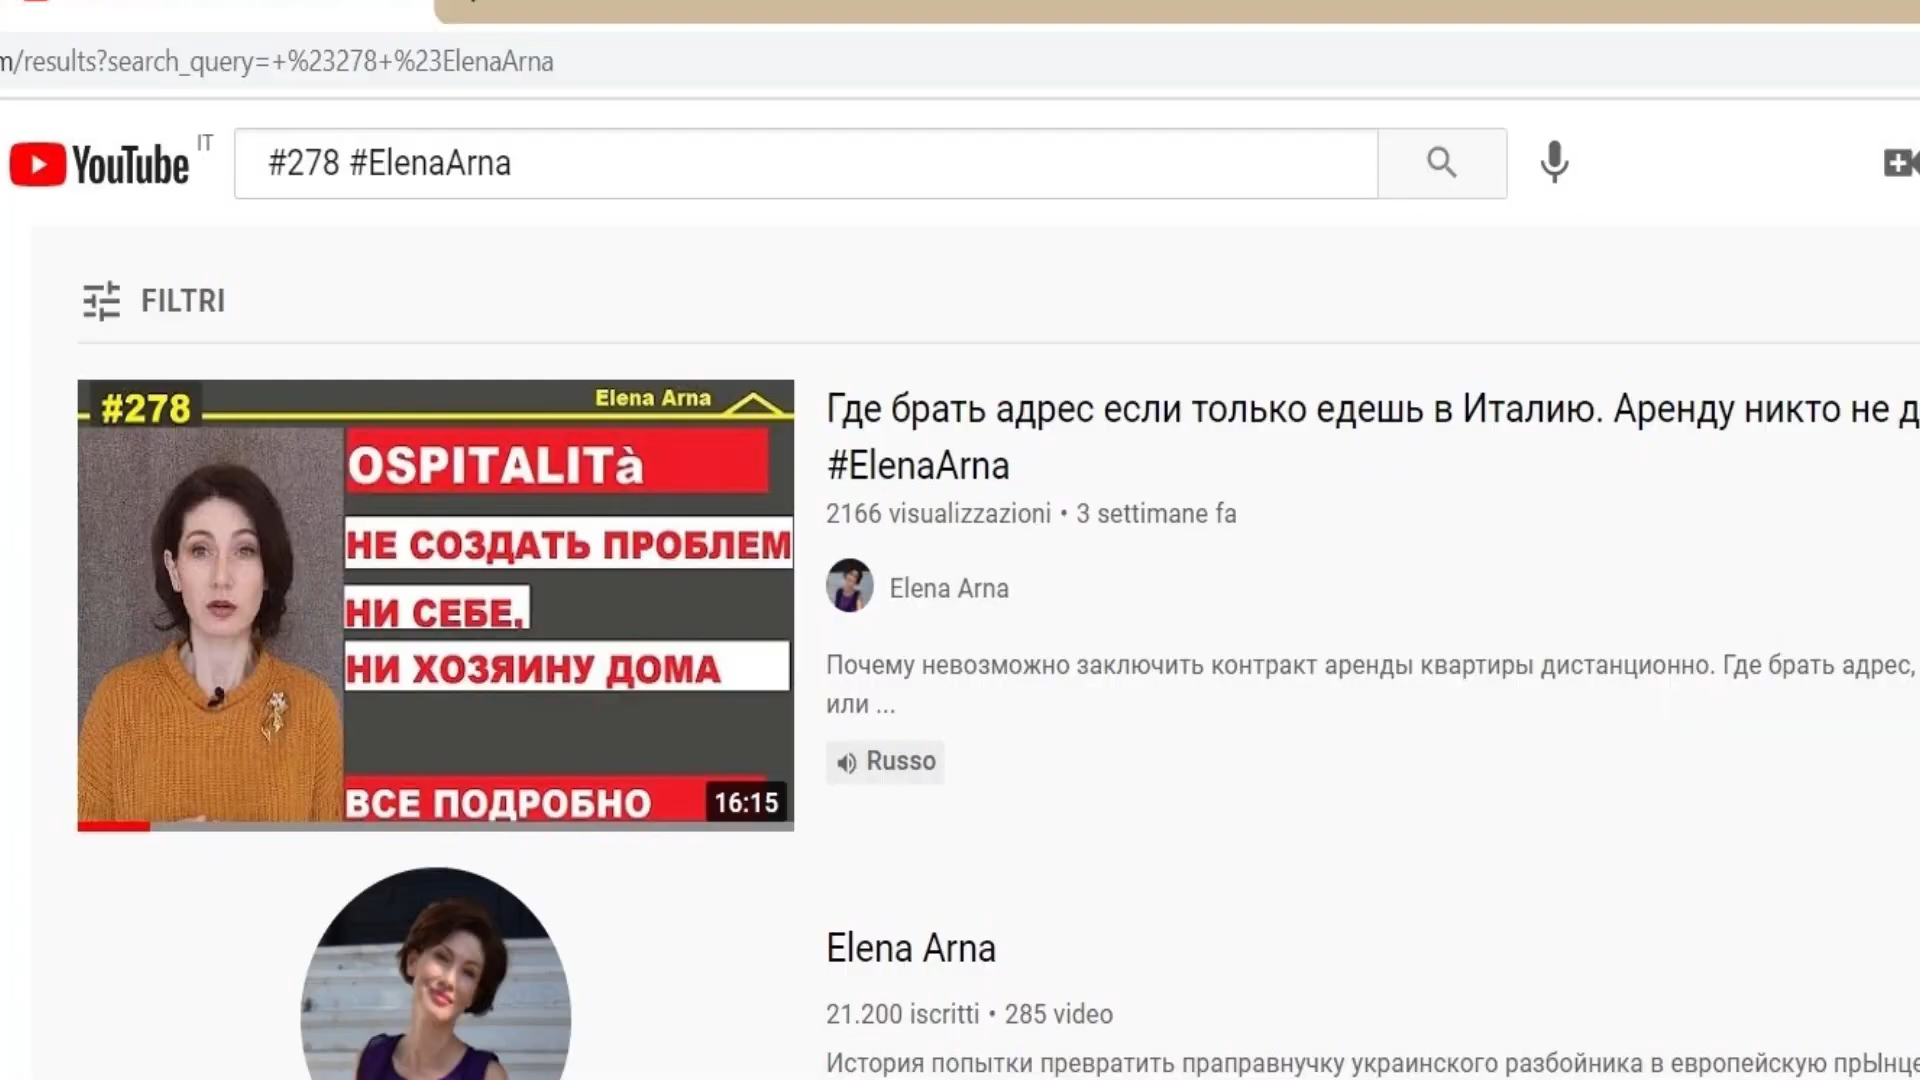 m/results?search_query=+%23278+%23ElenaArna
YouTube IT
#278 #ElenaArna
FILTRI
#278
Elena Arna
OSPITALITà
НЕ СОЗДАТЬ ПРОБЛЕМ
НИ СЕБЕ,
НИ ХОЗЯИНУ ДОМА
ВСЕ ПОДРОБНО
16:15
Где брать адрес если только едешь в Италию. Аренду никто не д
#ElenaArna
2166 visualizzazioni • 3 settimane fa
Elena Arna
Почему невозможно заключить контракт аренды квартиры дистанционно. Где брать адрес,
или ...
Russo
Elena Arna
21.200 iscritti • 285 video
История попытки превратить праправнучку украинского разбойника в европейскую прЫнце